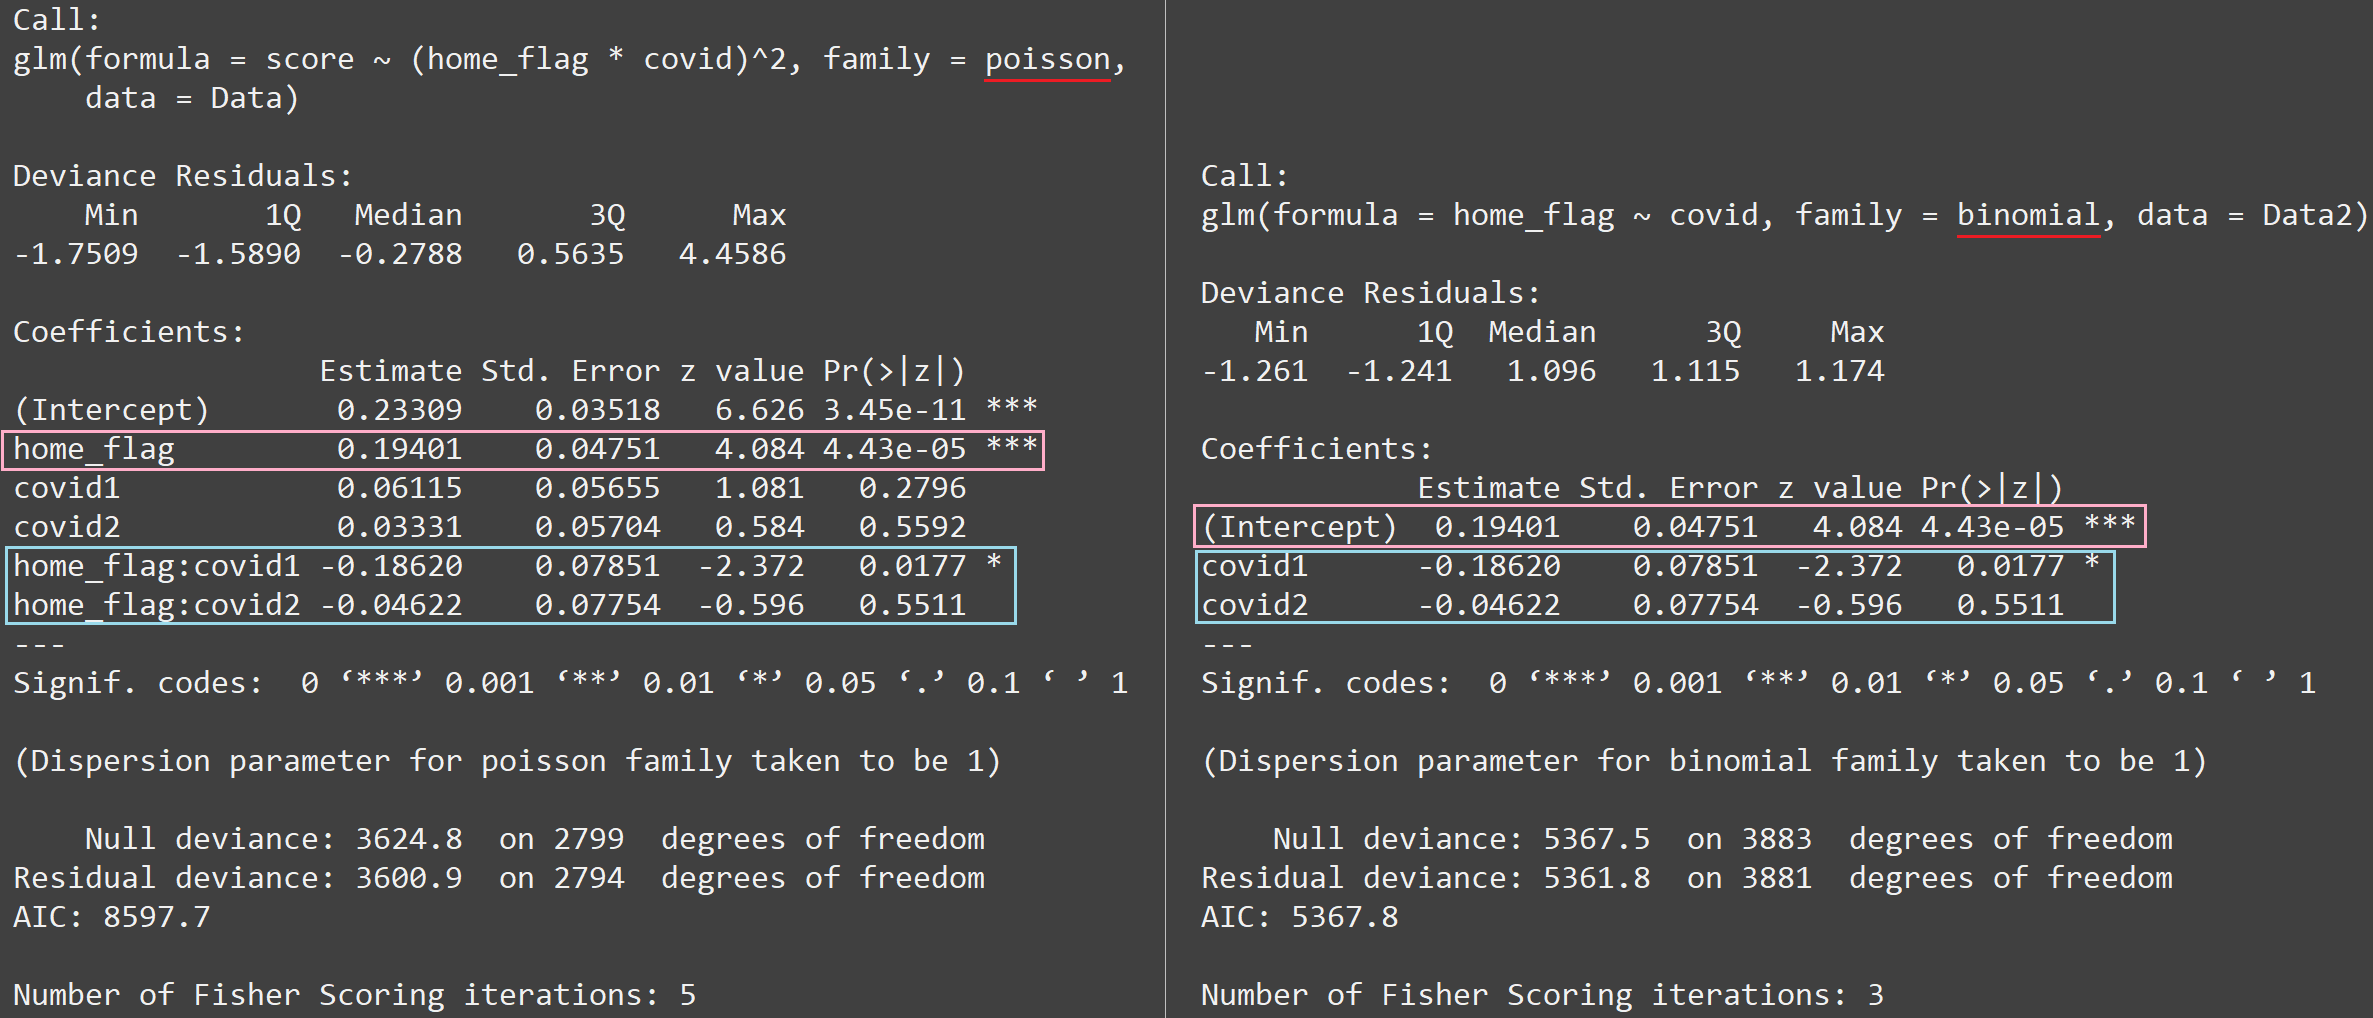 Call:
glm(formula = score ~ (home_flag * covid)^2, family = poisson,
    data = Data)
Deviance Residuals:
    Min       1Q   Median       3Q      Max
-1.7509  -1.5890  -0.2788   0.5635   4.4586
Coefficients:
                 Estimate Std. Error z value Pr(>|z|)
(Intercept)       0.23309    0.03518   6.626 3.45e-11 ***
home_flag         0.19401    0.04751   4.084 4.43e-05 ***
covid1            0.06115    0.05655   1.081   0.2796
covid2            0.03331    0.05704   0.584   0.5592
home_flag:covid1 -0.18620    0.07851  -2.372   0.0177 *
home_flag:covid2 -0.04622    0.07754  -0.596   0.5511
---
Signif. codes:  0 ‘***’ 0.001 ‘**’ 0.01 ‘*’ 0.05 ‘.’ 0.1 ‘ ’ 1
(Dispersion parameter for poisson family taken to be 1)
    Null deviance: 3624.8  on 2799  degrees of freedom
Residual deviance: 3600.9  on 2794  degrees of freedom
AIC: 8597.7
Number of Fisher Scoring iterations: 5
Call:
glm(formula = home_flag ~ covid, family = binomial, data = Data2)
Deviance Residuals:
   Min      1Q  Median      3Q     Max
-1.261  -1.241   1.096   1.115   1.174
Coefficients:
            Estimate Std. Error z value Pr(>|z|)
(Intercept)  0.19401    0.04751   4.084 4.43e-05 ***
covid1      -0.18620    0.07851  -2.372   0.0177 *
covid2      -0.04622    0.07754  -0.596   0.5511
---
Signif. codes:  0 ‘***’ 0.001 ‘**’ 0.01 ‘*’ 0.05 ‘.’ 0.1 ‘ ’ 1
(Dispersion parameter for binomial family taken to be 1)
    Null deviance: 5367.5  on 3883  degrees of freedom
Residual deviance: 5361.8  on 3881  degrees of freedom
AIC: 5367.8
Number of Fisher Scoring iterations: 3